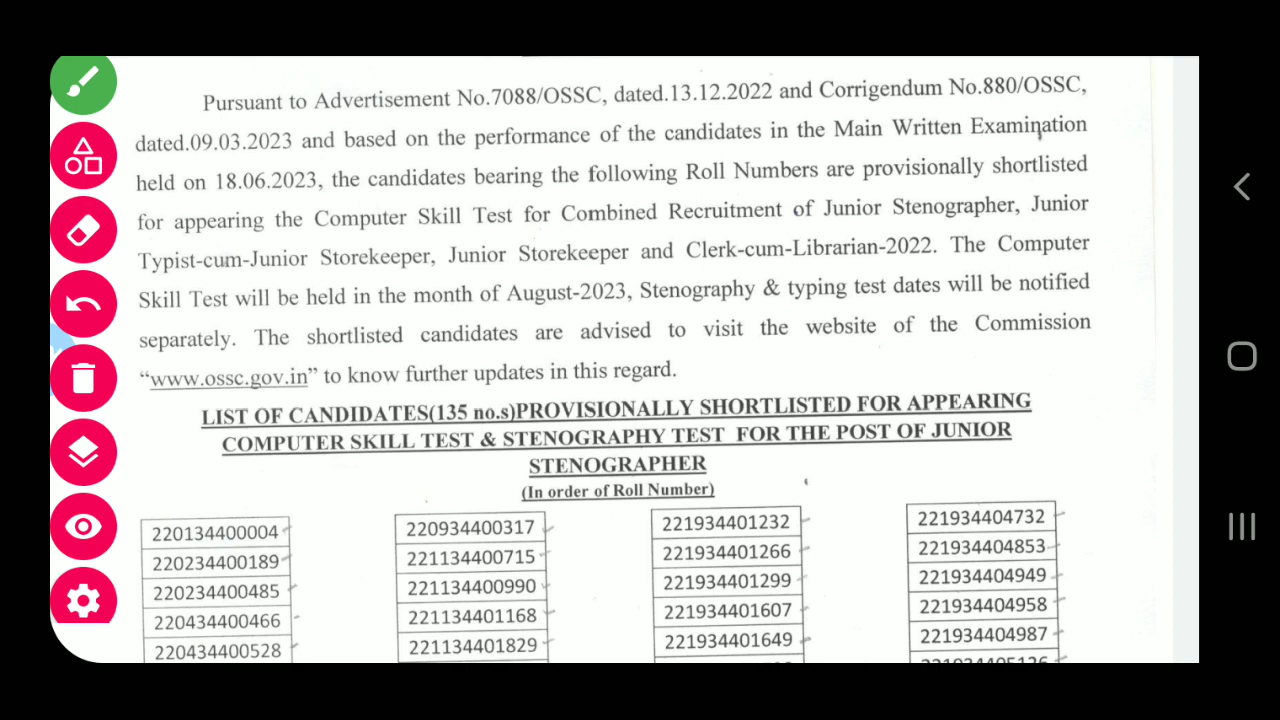 Pursuant to Advertisement No.7088/OSSC, dated.13.12.2022 and Corrigendum No.880/OSSC,
dated.09.03.2023 and based on the performance of the candidates in the Main Written Examination
held on 18.06.2023, the candidates bearing the following Roll Numbers are provisionally shortlisted
for appearing the Computer Skill Test for Combined Recruitment of Junior Stenographer, Junior
Typist-cum-Junior Storekeeper, Junior Storekeeper and Clerk-cum-Librarian-2022. The Computer
Skill Test will be held in the month of August-2023, Stenography & typing test dates will be notified
separately. The shortlisted candidates are advised to visit the website of the Commission
“www.ossc.gov.in” to know further updates in this regard.
LIST OF CANDIDATES(135 no.s)PROVISIONALLY SHORTLISTED FOR APPEARING
COMPUTER SKILL TEST & STENOGRAPHY TEST FOR THE POST OF JUNIOR
STENOGRAPHER
(In order of Roll Number)
220134400004 220934400317 221934401232 221934404732
220234400189 221134400715 221934401266 221934404853
220234400485 221134400990 221934401299 221934404949
220434400466 221134401168 221934401607 221934404958
220434400528 221134401829 221934401649 221934404987